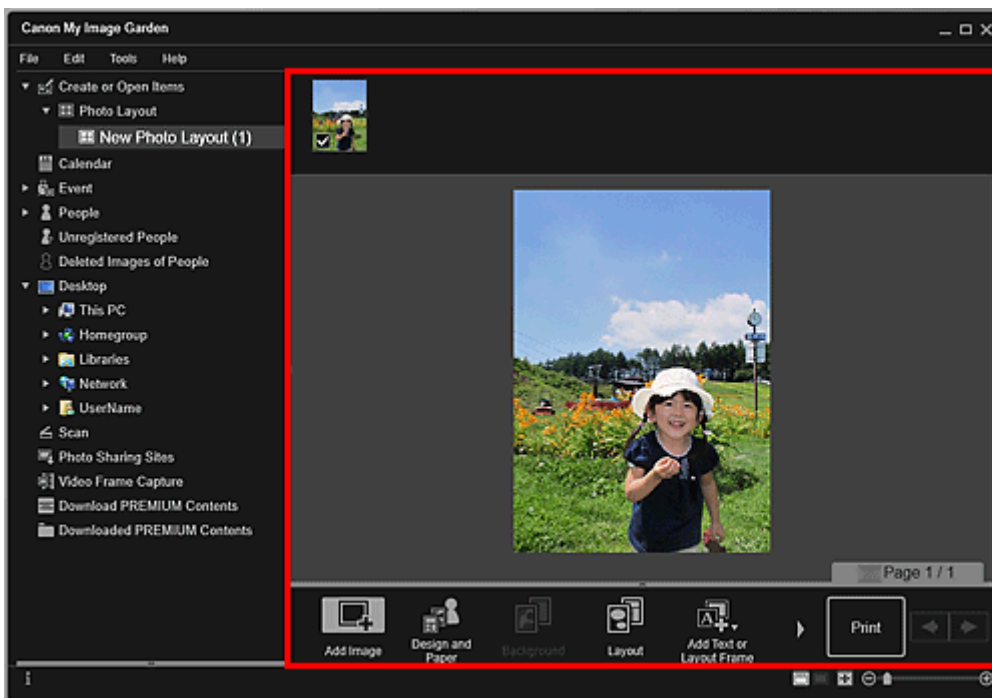 Canon My Image Garden
File Edit Tools Help
Create or Open Items
Photo Layout
New Photo Layout (1)
Calendar
Event
People
Unregistered People
Deleted Images of People
Desktop
This PC
Homegroup
Libraries
Network
UserName
Scan
Photo Sharing Sites
Video Frame Capture
Download PREMIUM Contents
Downloaded PREMIUM Contents
Page 1 / 1
Add Image
Design and
Paper
Background
Layout
Add Text or
Layout Frame
Print